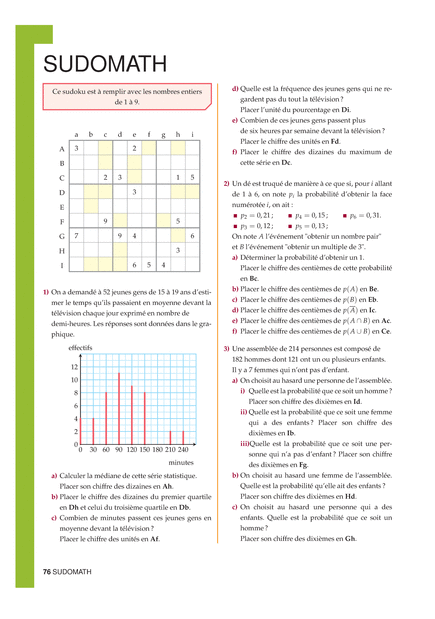 SUDOMATH
Ce sudoku est à remplir avec les nombres entiers
de 1 à 9.
a b c d e f g h i
A 3 2
B
C 2 3 1 5
D 3
E
F 9 5
G 7 9 4 6
H 3
I 6 5 4
1) On a demandé à 52 jeunes gens de 15 à 19 ans d'esti-
mer le temps qu'ils passaient en moyenne devant la
télévision chaque jour exprimé en nombre de
demi-heures. Les réponses sont données dans le gra-
phique.
effectifs
12
10
8
6
4
2
0
0 30 60 90 120 150 180 210 240
minutes
a) Calculer la médiane de cette série statistique.
Placer son chiffre des dizaines en Ah.
b) Placer le chiffre des dizaines du premier quartile
en Dh et celui du troisième quartile en Db.
c) Combien de minutes passent ces jeunes gens en
moyenne devant la télévision ?
Placer le chiffre des unités en Af.
d) Quelle est la fréquence des jeunes gens qui ne re-
gardent pas du tout la télévision ?
Placer l'unité du pourcentage en Di.
e) Combien de ces jeunes gens passent plus
de six heures par semaine devant la télévision ?
Placer le chiffre des unités en Fd.
f) Placer le chiffre des dizaines du maximum de
cette série en Dc.
2) Un dé est truqué de manière à ce que si, pour i allant
de 1 à 6, on note pᵢ la probabilité d'obtenir la face
numérotée i, on ait :
■ p₂ = 0,21 ; ■ p₄ = 0,15 ; ■ p₆ = 0,31.
■ p₃ = 0,12 ; ■ p₅ = 0,13 ;
On note A l'événement "obtenir un nombre pair"
et B l'événement "obtenir un multiple de 3".
a) Déterminer la probabilité d'obtenir un 1.
Placer le chiffre des centièmes de cette probabilité
en Bc.
b) Placer le chiffre des centièmes de p(A) en Be.
c) Placer le chiffre des centièmes de p(B) en Eb.
d) Placer le chiffre des centièmes de p(A̅) en Ic.
e) Placer le chiffre des centièmes de p(A ∩ B) en Ac.
f) Placer le chiffre des centièmes de p(A ∪ B) en Ce.
3) Une assemblée de 214 personnes est composé de
182 hommes dont 121 ont un ou plusieurs enfants.
Il y a 7 femmes qui n'ont pas d'enfant.
a) On choisit au hasard une personne de l'assemblée.
i) Quelle est la probabilité que ce soit un homme ?
Placer son chiffre des dixièmes en Id.
ii) Quelle est la probabilité que ce soit une femme
qui a des enfants ? Placer son chiffre des
dixièmes en Ib.
iii)Quelle est la probabilité que ce soit une per-
sonne qui n'a pas d'enfant ? Placer son chiffre
des dixièmes en Fg.
b) On choisit au hasard une femme de l'assemblée.
Quelle est la probabilité qu'elle ait des enfants ?
Placer son chiffre des dixièmes en Hd.
c) On choisit au hasard une personne qui a des
enfants. Quelle est la probabilité que ce soit un
homme ?
Placer son chiffre des dixièmes en Gh.
76 SUDOMATH